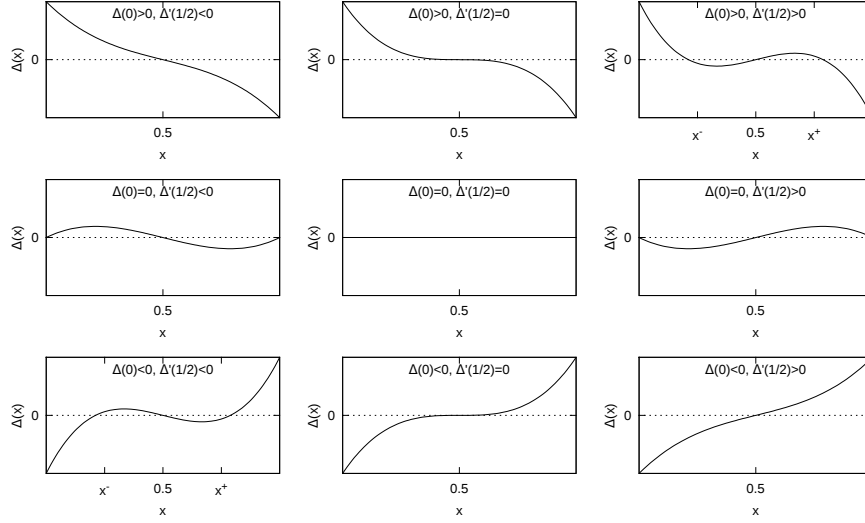 Δ(0)>0, Δ'(1/2)<0
Δ(x)
0
0.5
x
Δ(0)>0, Δ'(1/2)=0
Δ(x)
0
0.5
x
Δ(0)>0, Δ'(1/2)>0
Δ(x)
0
x⁻
0.5
x⁺
x
Δ(0)=0, Δ'(1/2)<0
Δ(x)
0
0.5
x
Δ(0)=0, Δ'(1/2)=0
Δ(x)
0
0.5
x
Δ(0)=0, Δ'(1/2)>0
Δ(x)
0
0.5
x
Δ(0)<0, Δ'(1/2)<0
Δ(x)
0
x⁻
0.5
x⁺
x
Δ(0)<0, Δ'(1/2)=0
Δ(x)
0
0.5
x
Δ(0)<0, Δ'(1/2)>0
Δ(x)
0
0.5
x